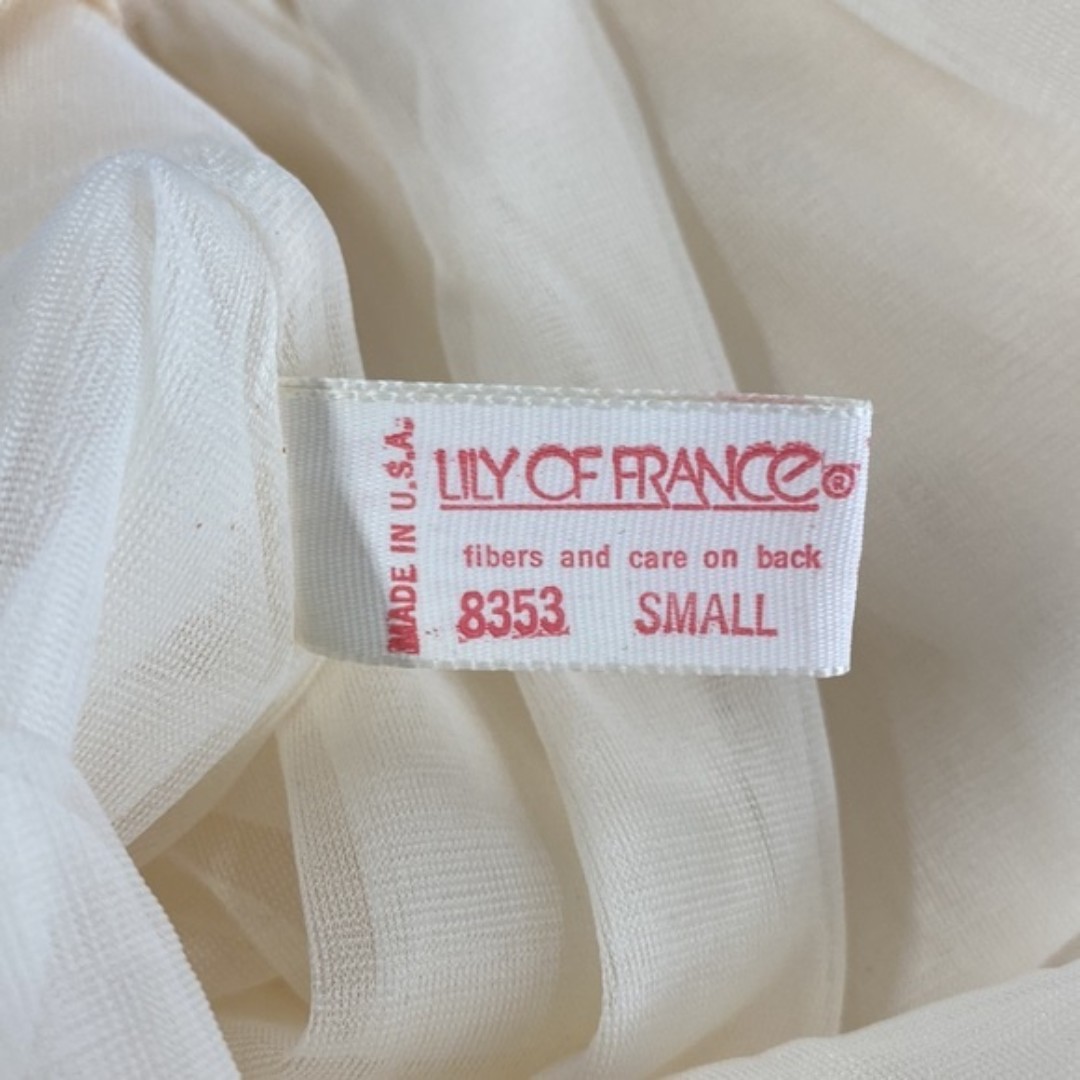 MADE IN U.S.A.
LILY OF FRANCE®
fibers and care on back
8353 SMALL